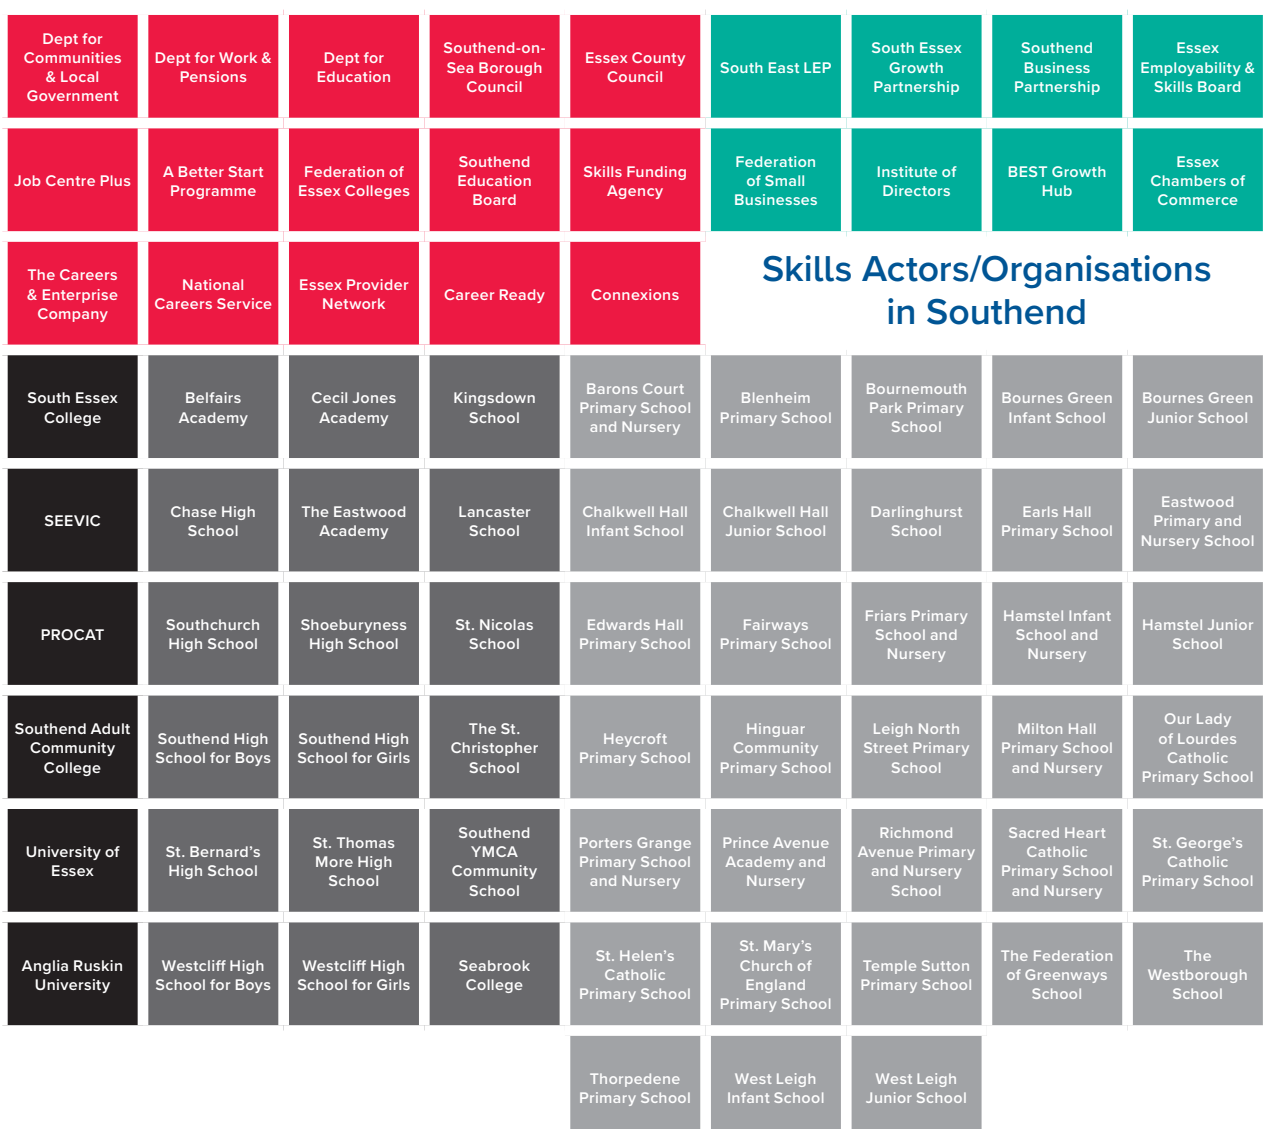 Dept for
Communities
& Local
Government
Dept for Work &
Pensions
Dept for
Education
Southend-on-
Sea Borough
Council
Essex County
Council
South East LEP
South Essex
Growth
Partnership
Southend
Business
Partnership
Essex
Employability &
Skills Board
Job Centre Plus
A Better Start
Programme
Federation of
Essex Colleges
Southend
Education
Board
Skills Funding
Agency
Federation
of Small
Businesses
Institute of
Directors
BEST Growth
Hub
Essex
Chambers of
Commerce
The Careers
& Enterprise
Company
National
Careers Service
Essex Provider
Network
Career Ready
Connexions
Skills Actors/Organisations
in Southend
South Essex
College
Belfairs
Academy
Cecil Jones
Academy
Kingsdown
School
Barons Court
Primary School
and Nursery
Blenheim
Primary School
Bournemouth
Park Primary
School
Bournes Green
Infant School
Bournes Green
Junior School
SEEVIC
Chase High
School
The Eastwood
Academy
Lancaster
School
Chalkwell Hall
Infant School
Chalkwell Hall
Junior School
Darlinghurst
School
Earls Hall
Primary School
Eastwood
Primary and
Nursery School
PROCAT
Southchurch
High School
Shoeburyness
High School
St. Nicolas
School
Edwards Hall
Primary School
Fairways
Primary School
Friars Primary
School and
Nursery
Hamstel Infant
School and
Nursery
Hamstel Junior
School
Southend Adult
Community
College
Southend High
School for Boys
Southend High
School for Girls
The St.
Christopher
School
Heycroft
Primary School
Hinguar
Community
Primary School
Leigh North
Street Primary
School
Milton Hall
Primary School
and Nursery
Our Lady
of Lourdes
Catholic
Primary School
University of
Essex
St. Bernard’s
High School
St. Thomas
More High
School
Southend
YMCA
Community
School
Porters Grange
Primary School
and Nursery
Prince Avenue
Academy and
Nursery
Richmond
Avenue Primary
and Nursery
School
Sacred Heart
Catholic
Primary School
and Nursery
St. George’s
Catholic
Primary School
Anglia Ruskin
University
Westcliff High
School for Boys
Westcliff High
School for Girls
Seabrook
College
St. Helen’s
Catholic
Primary School
St. Mary’s
Church of
England
Primary School
Temple Sutton
Primary School
The Federation
of Greenways
School
The
Westborough
School
Thorpedene
Primary School
West Leigh
Infant School
West Leigh
Junior School